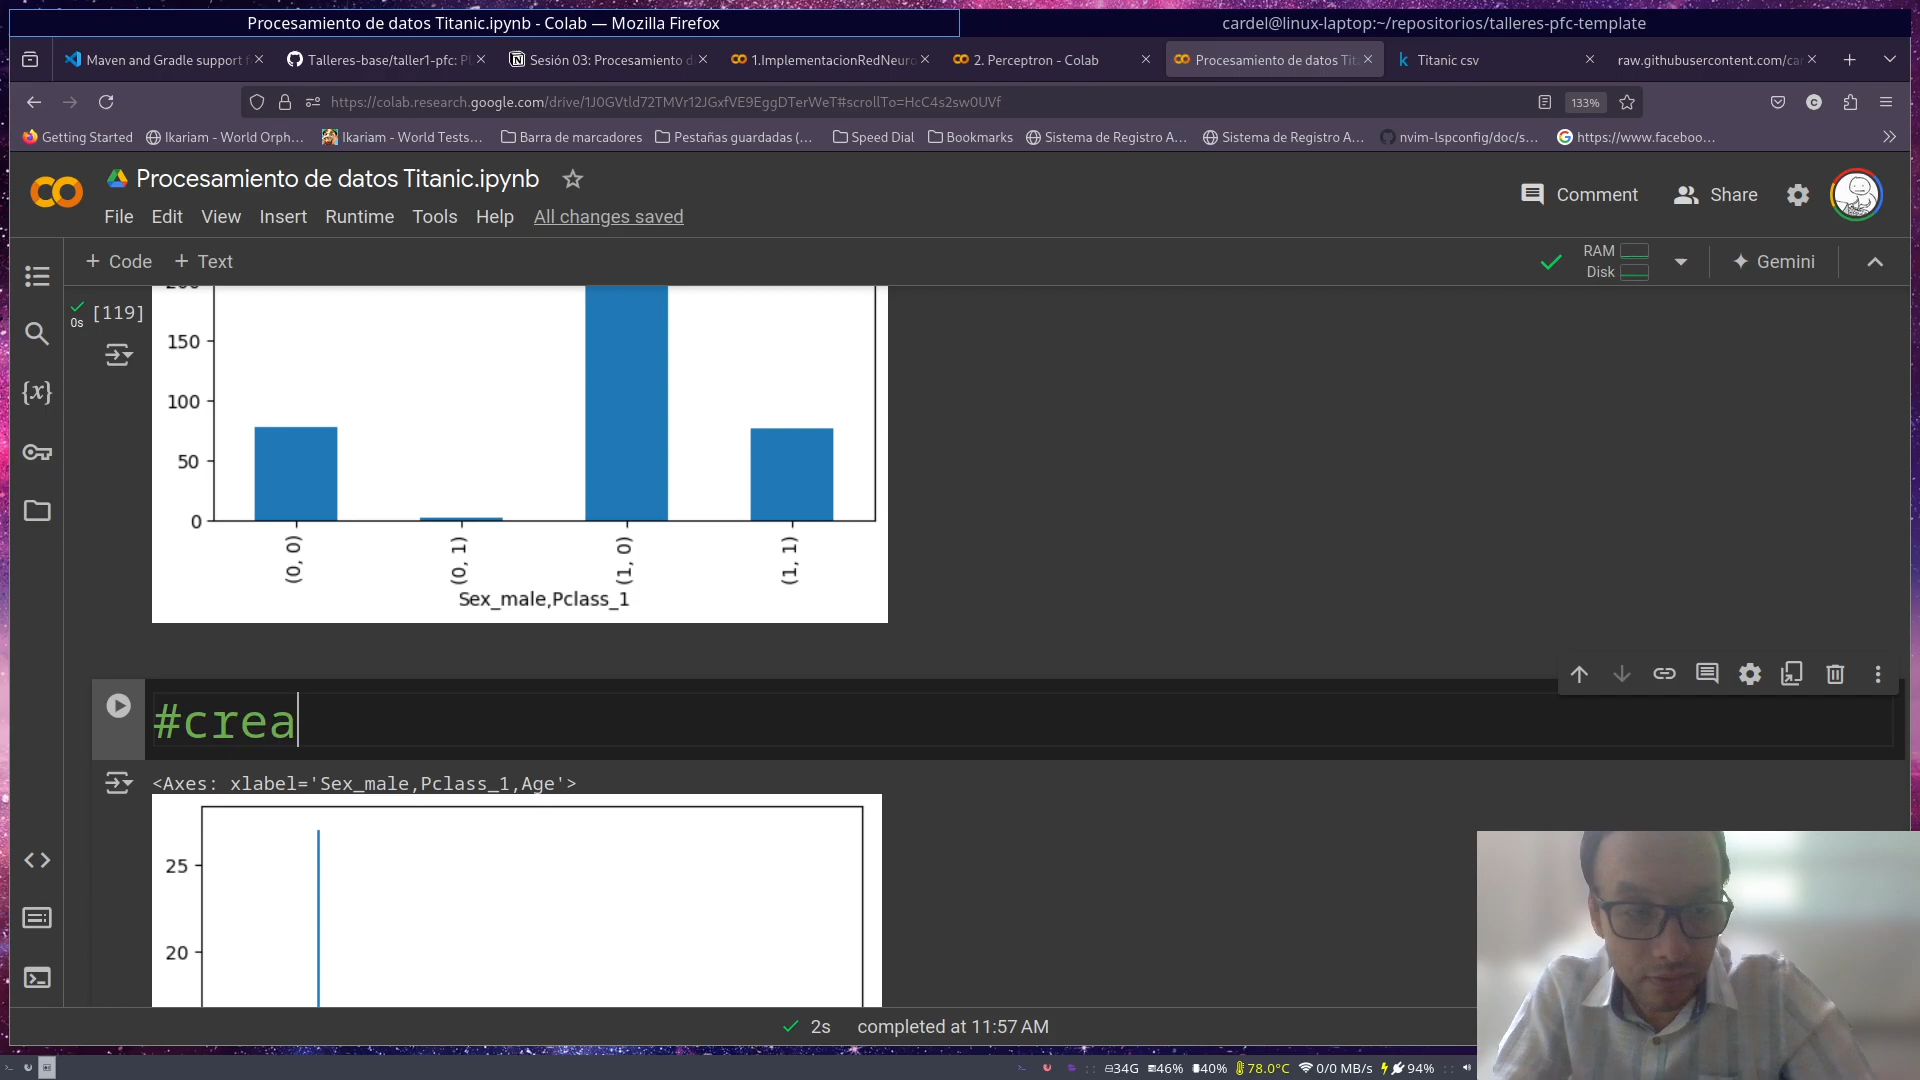 Procesamiento de datos Titanic.ipynb - Colab — Mozilla Firefox
cardel@linux-laptop:~/repositorios/talleres-pfc-template
Maven and Gradle support f
Talleres-base/taller1-pfc: Pl
Sesión 03: Procesamiento d
1.ImplementacionRedNeuro
2. Perceptron - Colab
Procesamiento de datos Tita
Titanic csv
raw.githubusercontent.com/car
https://colab.research.google.com/drive/1J0GVtld72TMVr12JGxfVE9EggDTerWeT#scrollTo=HcC4s2sw0UVf
133%
C
Getting Started
Ikariam - World Orph...
Ikariam - World Tests...
Barra de marcadores
Pestañas guardadas (...
Speed Dial
Bookmarks
Sistema de Registro A...
Sistema de Registro A...
nvim-lspconfig/doc/s...
https://www.faceboo...
Procesamiento de datos Titanic.ipynb
File Edit View Insert Runtime Tools Help All changes saved
Comment
Share
+ Code + Text
RAM
Disk
Gemini
0s
[119]
200
150
100
50
0
(0, 0)
(0, 1)
(1, 0)
(1, 1)
Sex_male,Pclass_1
#crea
<Axes: xlabel='Sex_male,Pclass_1,Age'>
25
20
2s completed at 11:57 AM
34G 46% 40% 78.0°C 0/0 MB/s 94%